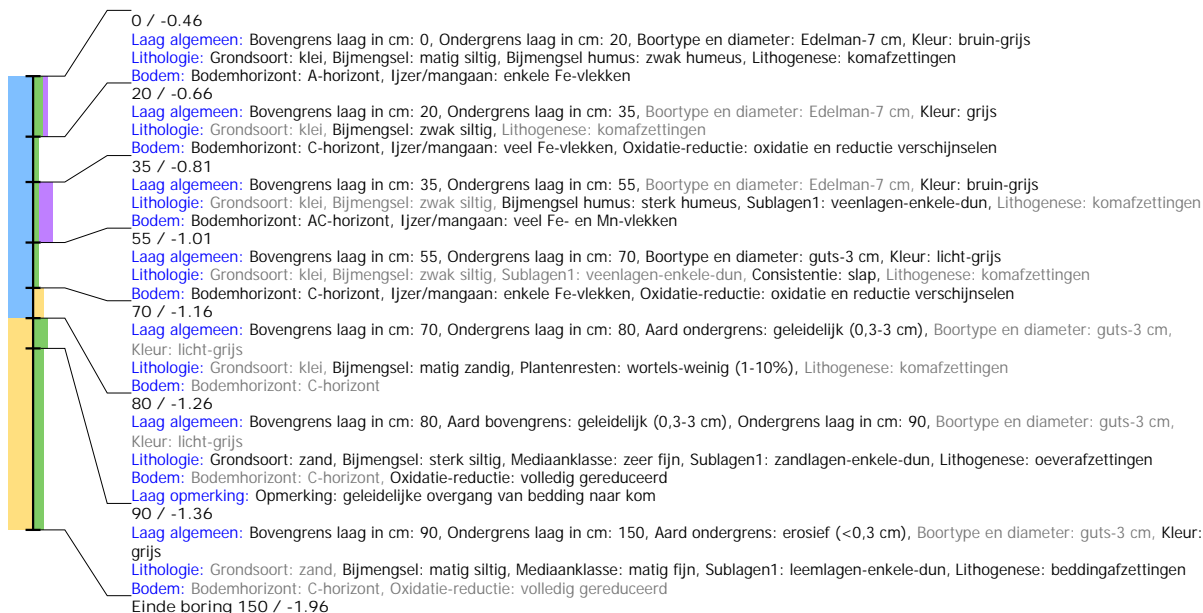 0 / -0.46
Laag algemeen: Bovengrens laag in cm: 0, Ondergrens laag in cm: 20, Boortype en diameter: Edelman-7 cm, Kleur: bruin-grijs
Lithologie: Grondsoort: klei, Bijmengsel: matig siltig, Bijmengsel humus: zwak humeus, Lithogenese: komafzettingen
Bodem: Bodemhorizont: A-horizont, Ijzer/mangaan: enkele Fe-vlekken
20 / -0.66
Laag algemeen: Bovengrens laag in cm: 20, Ondergrens laag in cm: 35, Boortype en diameter: Edelman-7 cm, Kleur: grijs
Lithologie: Grondsoort: klei, Bijmengsel: zwak siltig, Lithogenese: komafzettingen
Bodem: Bodemhorizont: C-horizont, Ijzer/mangaan: veel Fe-vlekken, Oxidatie-reductie: oxidatie en reductie verschijnselen
35 / -0.81
Laag algemeen: Bovengrens laag in cm: 35, Ondergrens laag in cm: 55, Boortype en diameter: Edelman-7 cm, Kleur: bruin-grijs
Lithologie: Grondsoort: klei, Bijmengsel: zwak siltig, Bijmengsel humus: sterk humeus, Sublagen1: veenlagen-enkele-dun, Lithogenese: komafzettingen
Bodem: Bodemhorizont: AC-horizont, Ijzer/mangaan: veel Fe- en Mn-vlekken
55 / -1.01
Laag algemeen: Bovengrens laag in cm: 55, Ondergrens laag in cm: 70, Boortype en diameter: guts-3 cm, Kleur: licht-grijs
Lithologie: Grondsoort: klei, Bijmengsel: zwak siltig, Sublagen1: veenlagen-enkele-dun, Consistentie: slap, Lithogenese: komafzettingen
Bodem: Bodemhorizont: C-horizont, Ijzer/mangaan: enkele Fe-vlekken, Oxidatie-reductie: oxidatie en reductie verschijnselen
70 / -1.16
Laag algemeen: Bovengrens laag in cm: 70, Ondergrens laag in cm: 80, Aard ondergrens: geleidelijk (0,3-3 cm), Boortype en diameter: guts-3 cm,
Kleur: licht-grijs
Lithologie: Grondsoort: klei, Bijmengsel: matig zandig, Plantenresten: wortels-weinig (1-10%), Lithogenese: komafzettingen
Bodem: Bodemhorizont: C-horizont
80 / -1.26
Laag algemeen: Bovengrens laag in cm: 80, Aard bovengrens: geleidelijk (0,3-3 cm), Ondergrens laag in cm: 90, Boortype en diameter: guts-3 cm,
Kleur: licht-grijs
Lithologie: Grondsoort: zand, Bijmengsel: sterk siltig, Mediaanklasse: zeer fijn, Sublagen1: zandlagen-enkele-dun, Lithogenese: oeverafzettingen
Bodem: Bodemhorizont: C-horizont, Oxidatie-reductie: volledig gereduceerd
Laag opmerking: Opmerking: geleidelijke overgang van bedding naar kom
90 / -1.36
Laag algemeen: Bovengrens laag in cm: 90, Ondergrens laag in cm: 150, Aard ondergrens: erosief (<0,3 cm), Boortype en diameter: guts-3 cm, Kleur:
grijs
Lithologie: Grondsoort: zand, Bijmengsel: matig siltig, Mediaanklasse: matig fijn, Sublagen1: leemlagen-enkele-dun, Lithogenese: beddingafzettingen
Bodem: Bodemhorizont: C-horizont, Oxidatie-reductie: volledig gereduceerd
Einde boring 150 / -1.96